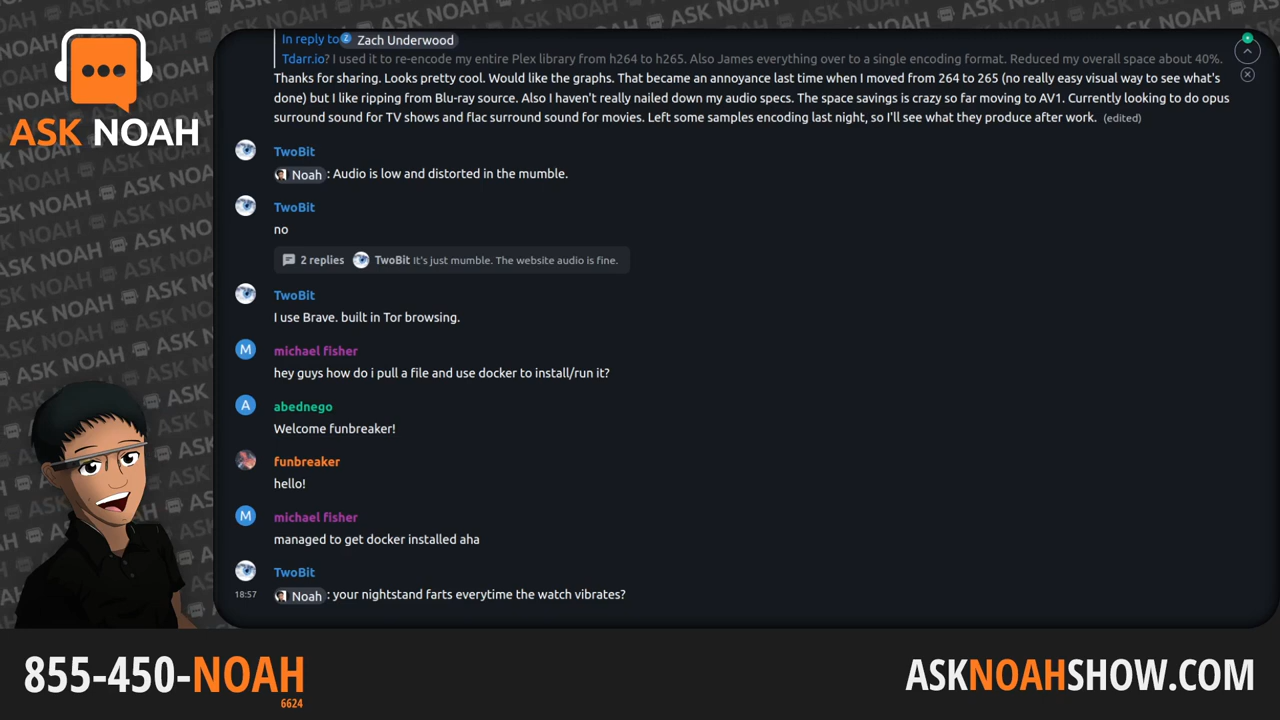 ASK NOAH
In reply to Z Zach Underwood
Tdarr.io? I used it to re-encode my entire Plex library from h264 to h265. Also James everything over to a single encoding format. Reduced my overall space about 40%.
Thanks for sharing. Looks pretty cool. Would like the graphs. That became an annoyance last time when I moved from 264 to 265 (no really easy visual way to see what's
done) but I like ripping from Blu-ray source. Also I haven't really nailed down my audio specs. The space savings is crazy so far moving to AV1. Currently looking to do opus
surround sound for TV shows and flac surround sound for movies. Left some samples encoding last night, so I'll see what they produce after work. (edited)
TwoBit
Noah : Audio is low and distorted in the mumble.
TwoBit
no
2 replies TwoBit It's just mumble. The website audio is fine.
TwoBit
I use Brave. built in Tor browsing.
M michael fisher
hey guys how do i pull a file and use docker to install/run it?
A abednego
Welcome funbreaker!
funbreaker
hello!
M michael fisher
managed to get docker installed aha
TwoBit
18:57 Noah : your nightstand farts everytime the watch vibrates?
855-450-NOAH
6624
ASKNOAHSHOW.COM